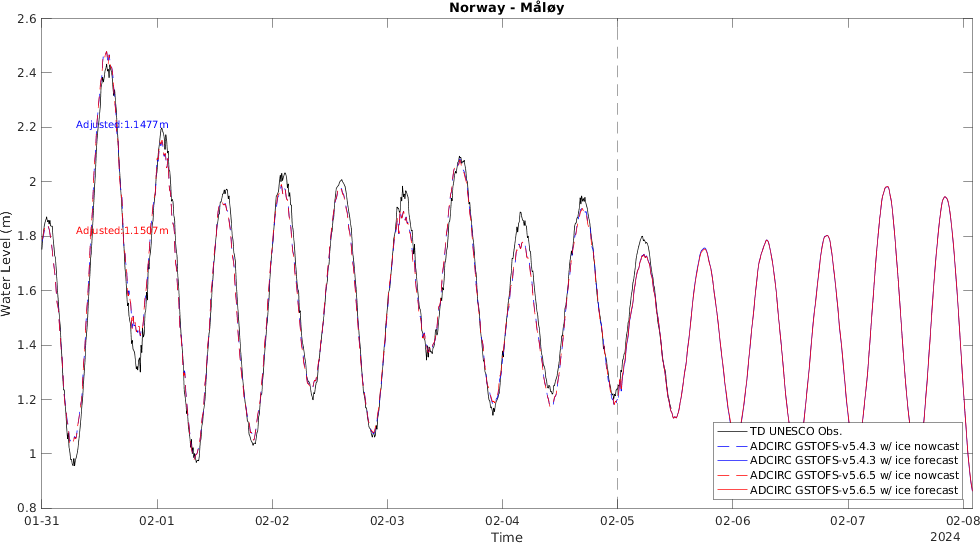 Norway - Måløy
2.6
2.4
2.2
2
1.8
1.6
1.4
1.2
1
0.8
Water Level (m)
Adjusted:1.1477m
Adjusted:1.1507m
TD UNESCO Obs.
ADCIRC GSTOFS-v5.4.3 w/ ice nowcast
ADCIRC GSTOFS-v5.4.3 w/ ice forecast
ADCIRC GSTOFS-v5.6.5 w/ ice nowcast
ADCIRC GSTOFS-v5.6.5 w/ ice forecast
01-31 02-01 02-02 02-03 02-04 02-05 02-06 02-07 02-08
Time
2024